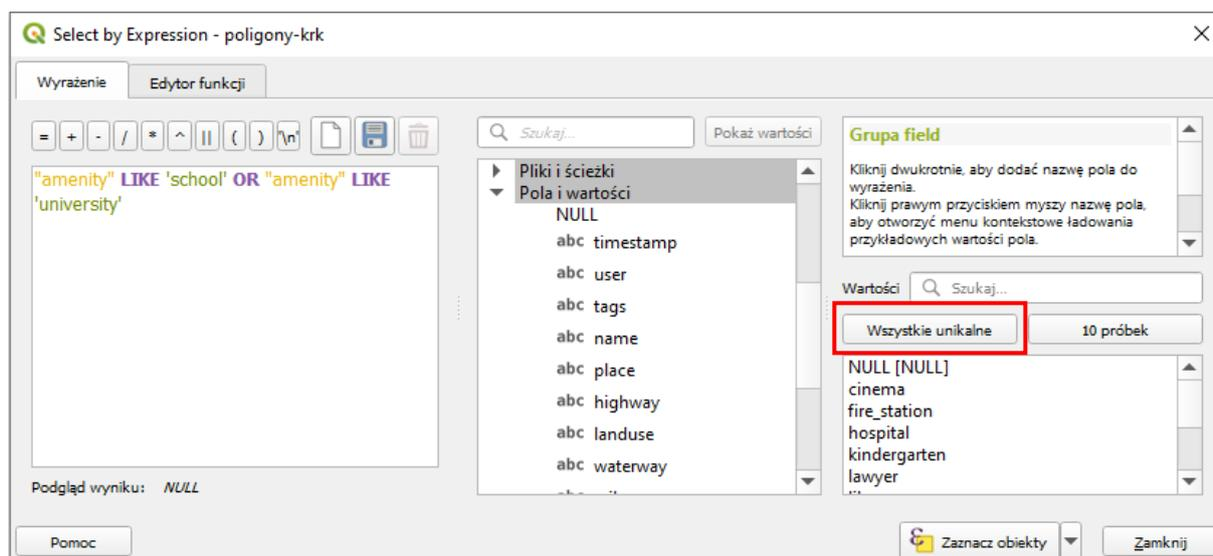 Select by Expression - poligony-krk
Wyrażenie
Edytor funkcji
= + - / * ^ || ( ) '\n'
"amenity" LIKE 'school' OR "amenity" LIKE
'university'
Podgląd wyniku: NULL
Szukaj...
Pokaż wartości
Pliki i ścieżki
Pola i wartości
NULL
abc timestamp
abc user
abc tags
abc name
abc place
abc highway
abc landuse
abc waterway
Grupa field
Kliknij dwukrotnie, aby dodać nazwę pola do
wyrażenia.
Kliknij prawym przyciskiem myszy nazwę pola,
aby otworzyć menu kontekstowe ładowania
przykładowych wartości pola.
Wartości
Szukaj...
Wszystkie unikalne
10 próbek
NULL [NULL]
cinema
fire_station
hospital
kindergarten
lawyer
Pomoc
Zaznacz obiekty
Zamknij